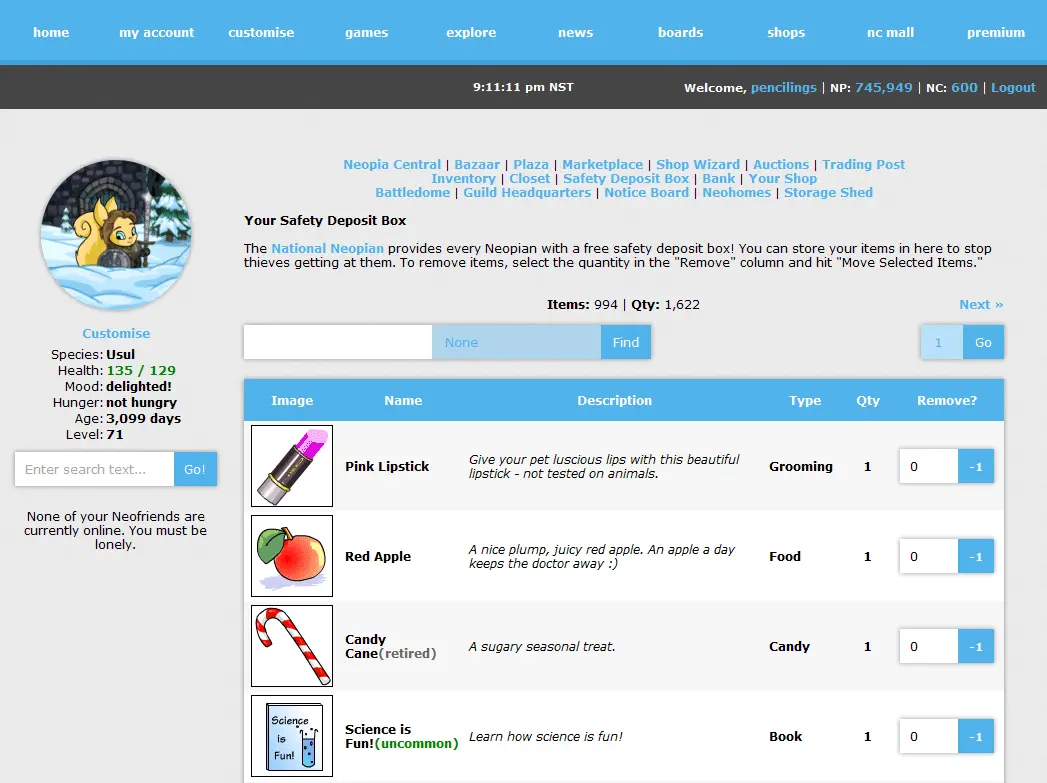 home my account customise games explore news boards shops nc mall premium
9:11:11 pm NST Welcome, pencilings | NP: 745,949 | NC: 600 | Logout
Neopia Central | Bazaar | Plaza | Marketplace | Shop Wizard | Auctions | Trading Post
Inventory | Closet | Safety Deposit Box | Bank | Your Shop
Battledome | Guild Headquarters | Notice Board | Neohomes | Storage Shed
Customise
Species: Usul
Health: 135 / 129
Mood: delighted!
Hunger: not hungry
Age: 3,099 days
Level: 71
Enter search text... Go!
None of your Neofriends are
currently online. You must be
lonely.
Your Safety Deposit Box
The National Neopian provides every Neopian with a free safety deposit box! You can store your items in here to stop
thieves getting at them. To remove items, select the quantity in the "Remove" column and hit "Move Selected Items."
Items: 994 | Qty: 1,622 Next »
None Find 1 Go
Image Name Description Type Qty Remove?
Pink Lipstick Give your pet luscious lips with this beautiful
lipstick - not tested on animals. Grooming 1 0 -1
Red Apple A nice plump, juicy red apple. An apple a day
keeps the doctor away :) Food 1 0 -1
Candy
Cane(retired) A sugary seasonal treat. Candy 1 0 -1
Science
is
Fun!
Science is
Fun!(uncommon) Learn how science is fun! Book 1 0 -1